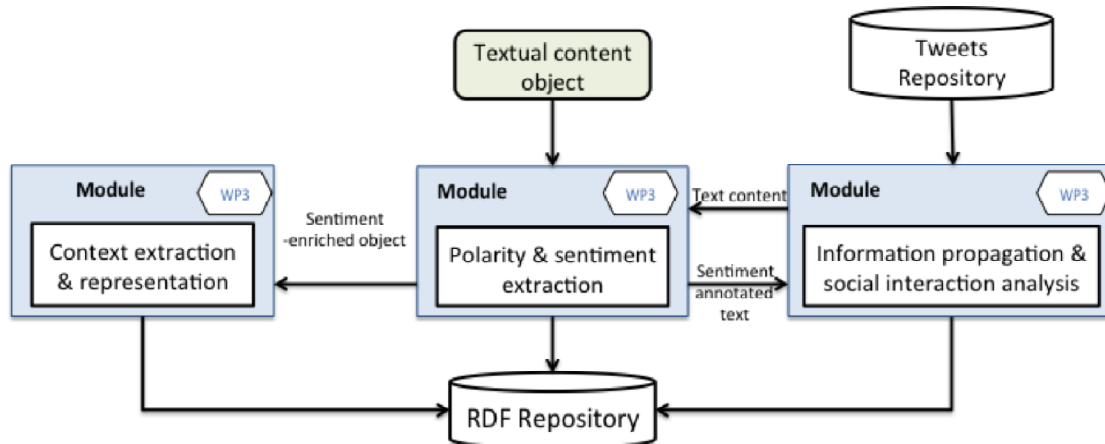 Textual content
object
Tweets
Repository
Module
WP3
Context extraction
& representation
Sentiment
-enriched object
Module
WP3
Polarity & sentiment
extraction
Text content
Sentiment
annotated
text
Module
WP3
Information propagation &
social interaction analysis
RDF Repository